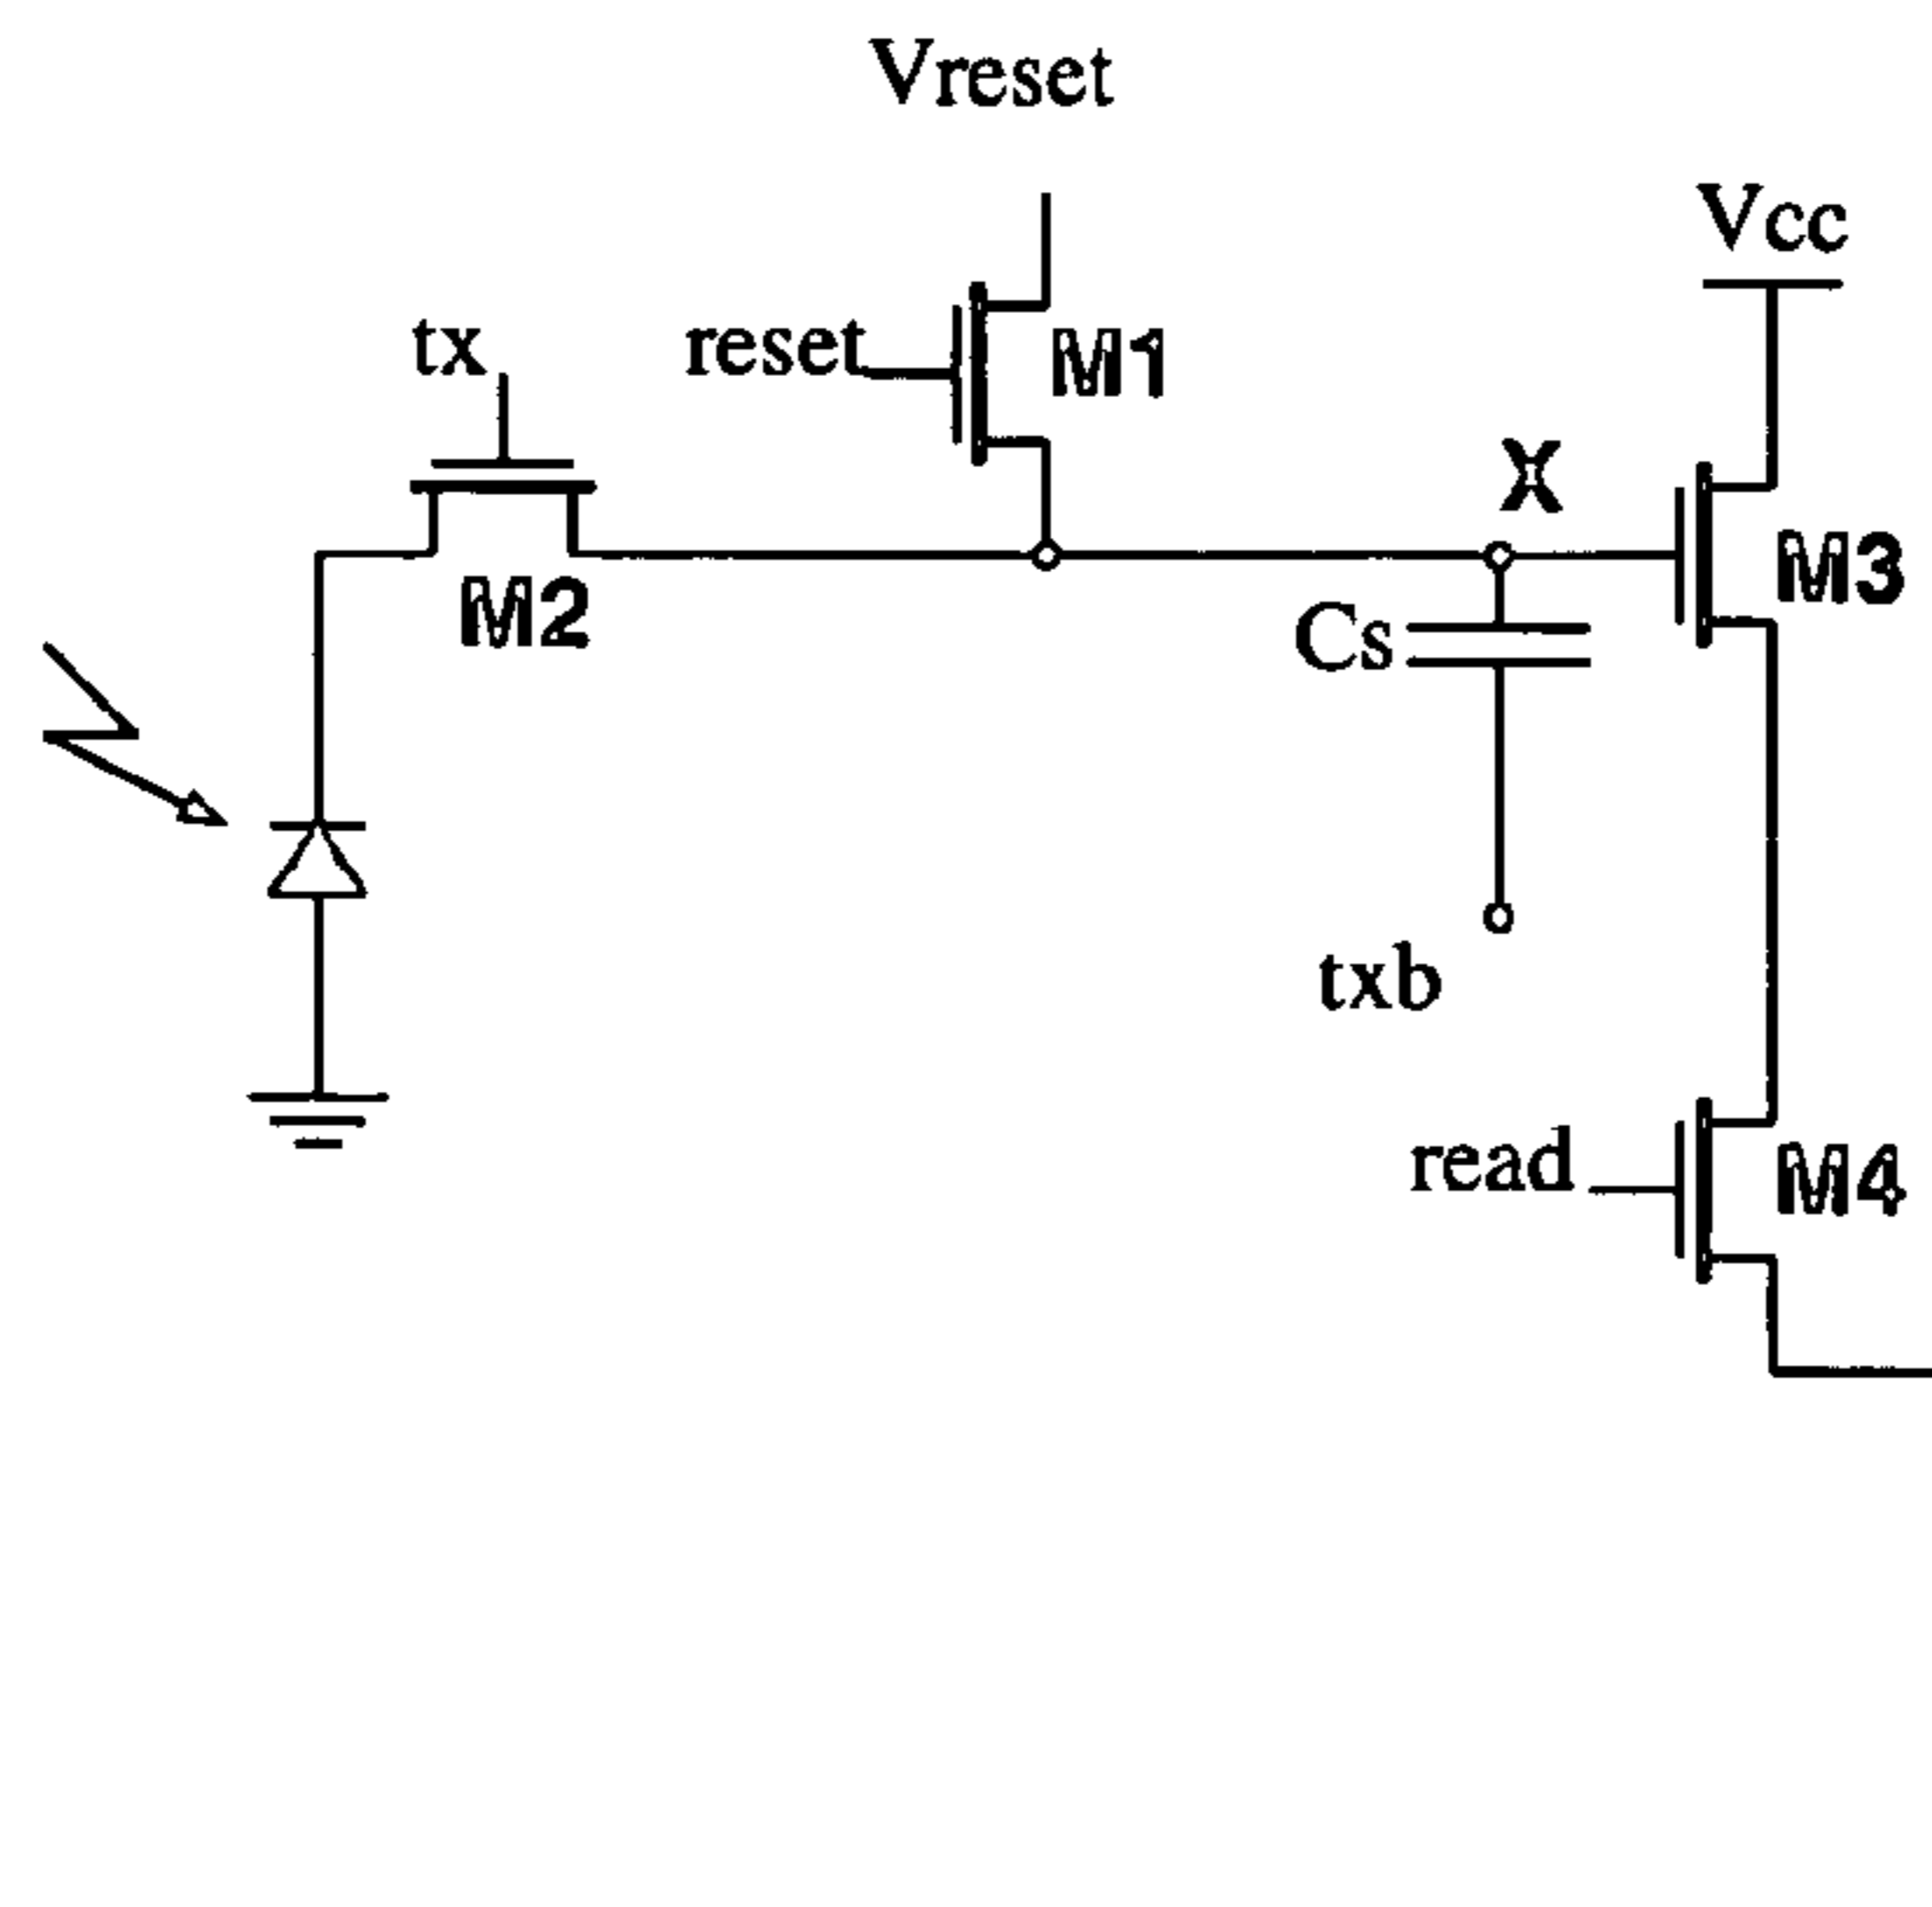 Vreset
Vcc
tx
reset
M1
X
M3
M2
Cs
txb
read
M4